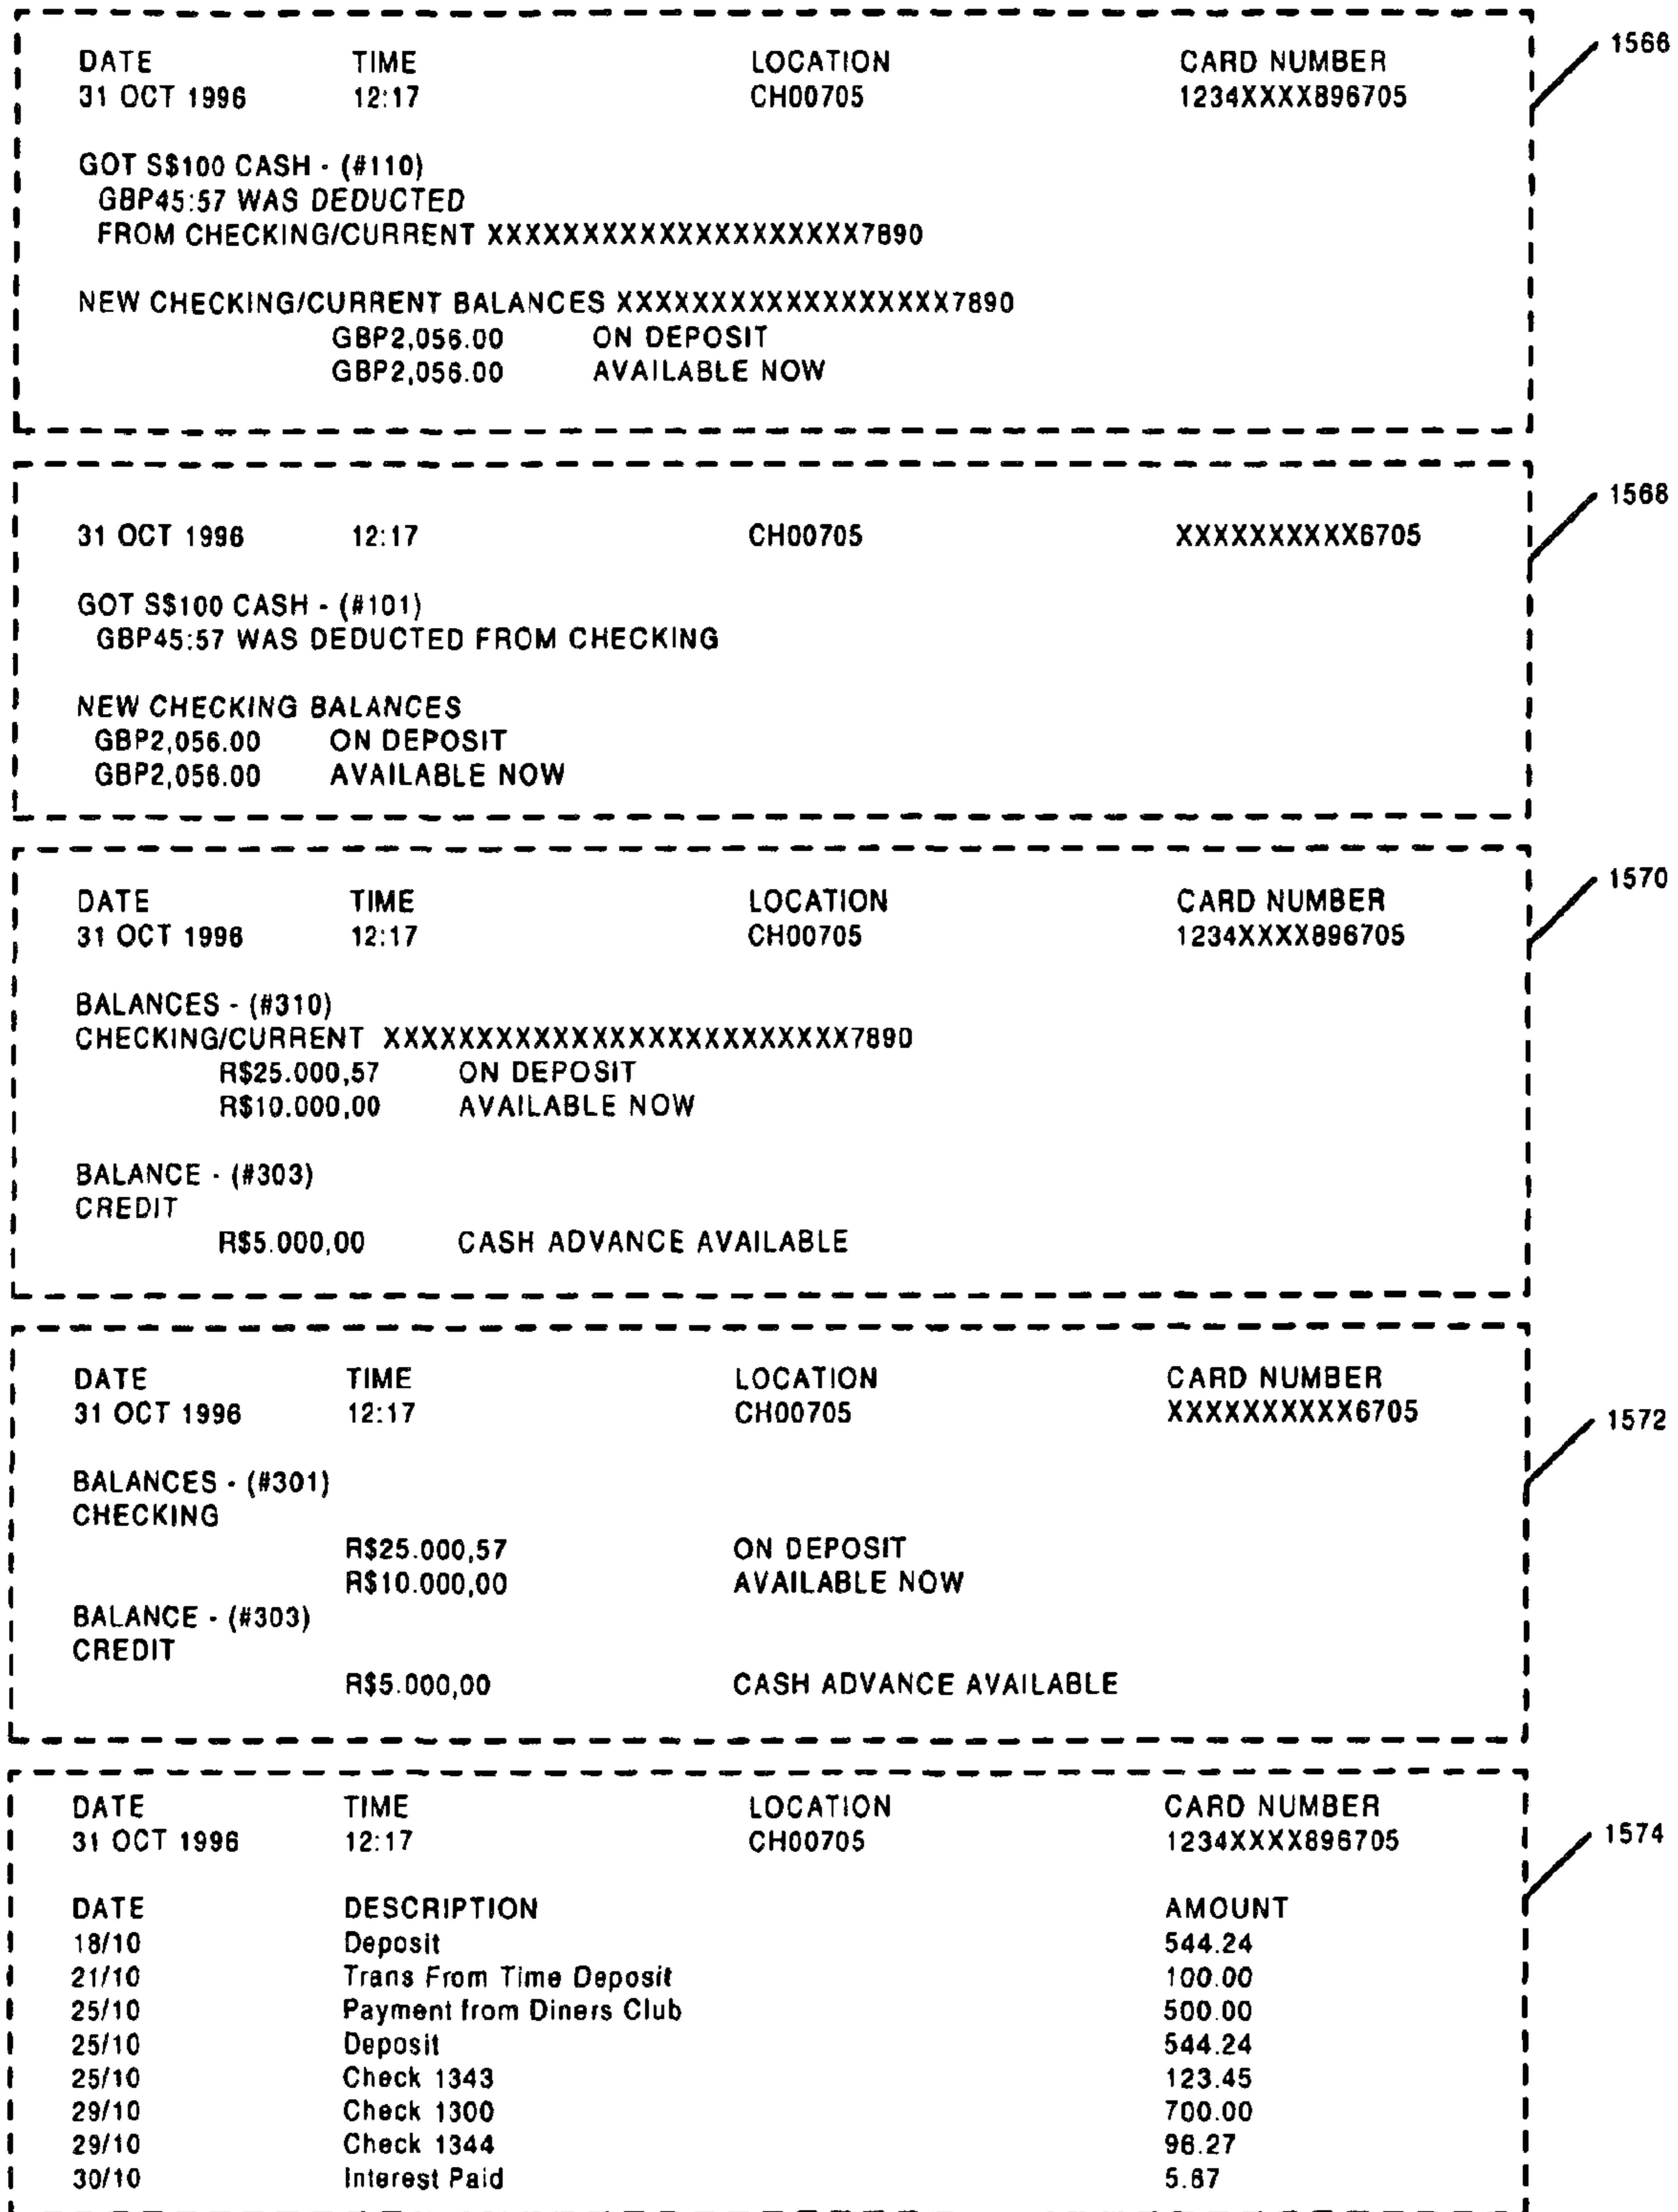 1566
DATE TIME LOCATION CARD NUMBER
31 OCT 1996 12:17 CH00705 1234XXXX896705
GOT S$100 CASH - (#110)
GBP45:57 WAS DEDUCTED
FROM CHECKING/CURRENT XXXXXXXXXXXXXXXXXXXX7890
NEW CHECKING/CURRENT BALANCES XXXXXXXXXXXXXXXXXX7890
GBP2,056.00 ON DEPOSIT
GBP2,056.00 AVAILABLE NOW
1568
31 OCT 1996 12:17 CH00705 XXXXXXXXXX6705
GOT S$100 CASH - (#101)
GBP45:57 WAS DEDUCTED FROM CHECKING
NEW CHECKING BALANCES
GBP2,056.00 ON DEPOSIT
GBP2,056.00 AVAILABLE NOW
1570
DATE TIME LOCATION CARD NUMBER
31 OCT 1996 12:17 CH00705 1234XXXX896705
BALANCES - (#310)
CHECKING/CURRENT XXXXXXXXXXXXXXXXXXXXXXXXX7890
R$25.000,57 ON DEPOSIT
R$10.000,00 AVAILABLE NOW
BALANCE - (#303)
CREDIT
R$5.000,00 CASH ADVANCE AVAILABLE
DATE TIME LOCATION CARD NUMBER
31 OCT 1996 12:17 CH00705 XXXXXXXXXX6705
1572
BALANCES - (#301)
CHECKING
R$25.000,57 ON DEPOSIT
R$10.000,00 AVAILABLE NOW
BALANCE - (#303)
CREDIT
R$5.000,00 CASH ADVANCE AVAILABLE
DATE TIME LOCATION CARD NUMBER
31 OCT 1996 12:17 CH00705 1234XXXX896705
1574
DATE DESCRIPTION AMOUNT
18/10 Deposit 544.24
21/10 Trans From Time Deposit 100.00
25/10 Payment from Diners Club 500.00
25/10 Deposit 544.24
25/10 Check 1343 123.45
29/10 Check 1300 700.00
29/10 Check 1344 96.27
30/10 Interest Paid 5.67